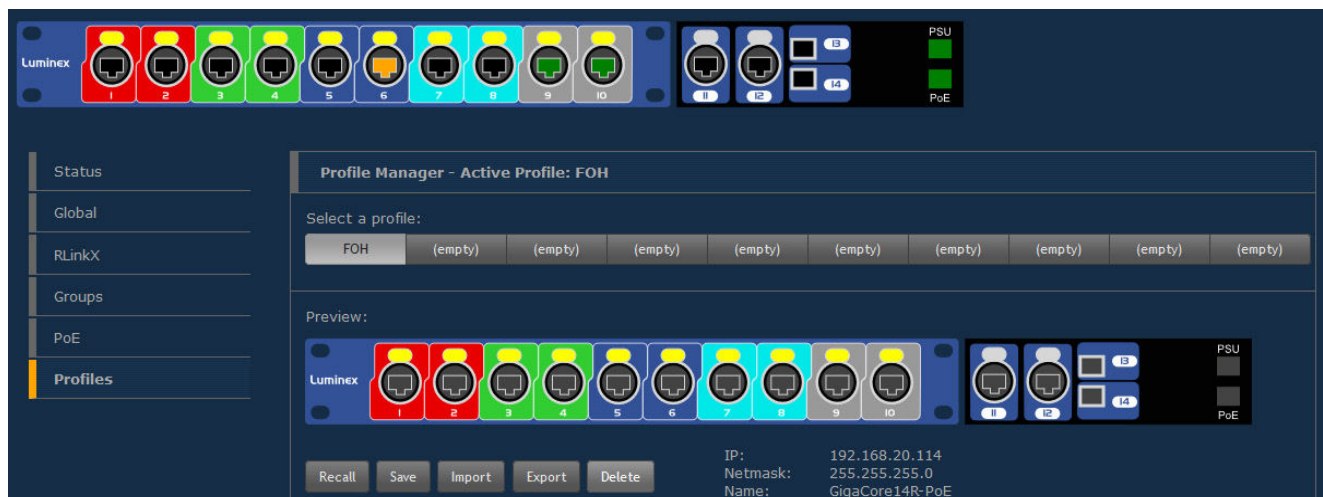 PSU
Luminex
13
14
1 2 3 4 5 6 7 8 9 10 11 12
PoE
Status
Global
RLinkX
Groups
PoE
Profiles
Profile Manager - Active Profile: FOH
Select a profile:
FOH (empty) (empty) (empty) (empty) (empty) (empty) (empty) (empty) (empty)
Preview:
PSU
Luminex
13
14
1 2 3 4 5 6 7 8 9 10 11 12
PoE
Recall Save Import Export Delete
IP: 192.168.20.114
Netmask: 255.255.255.0
Name: GigaCore14R-PoE